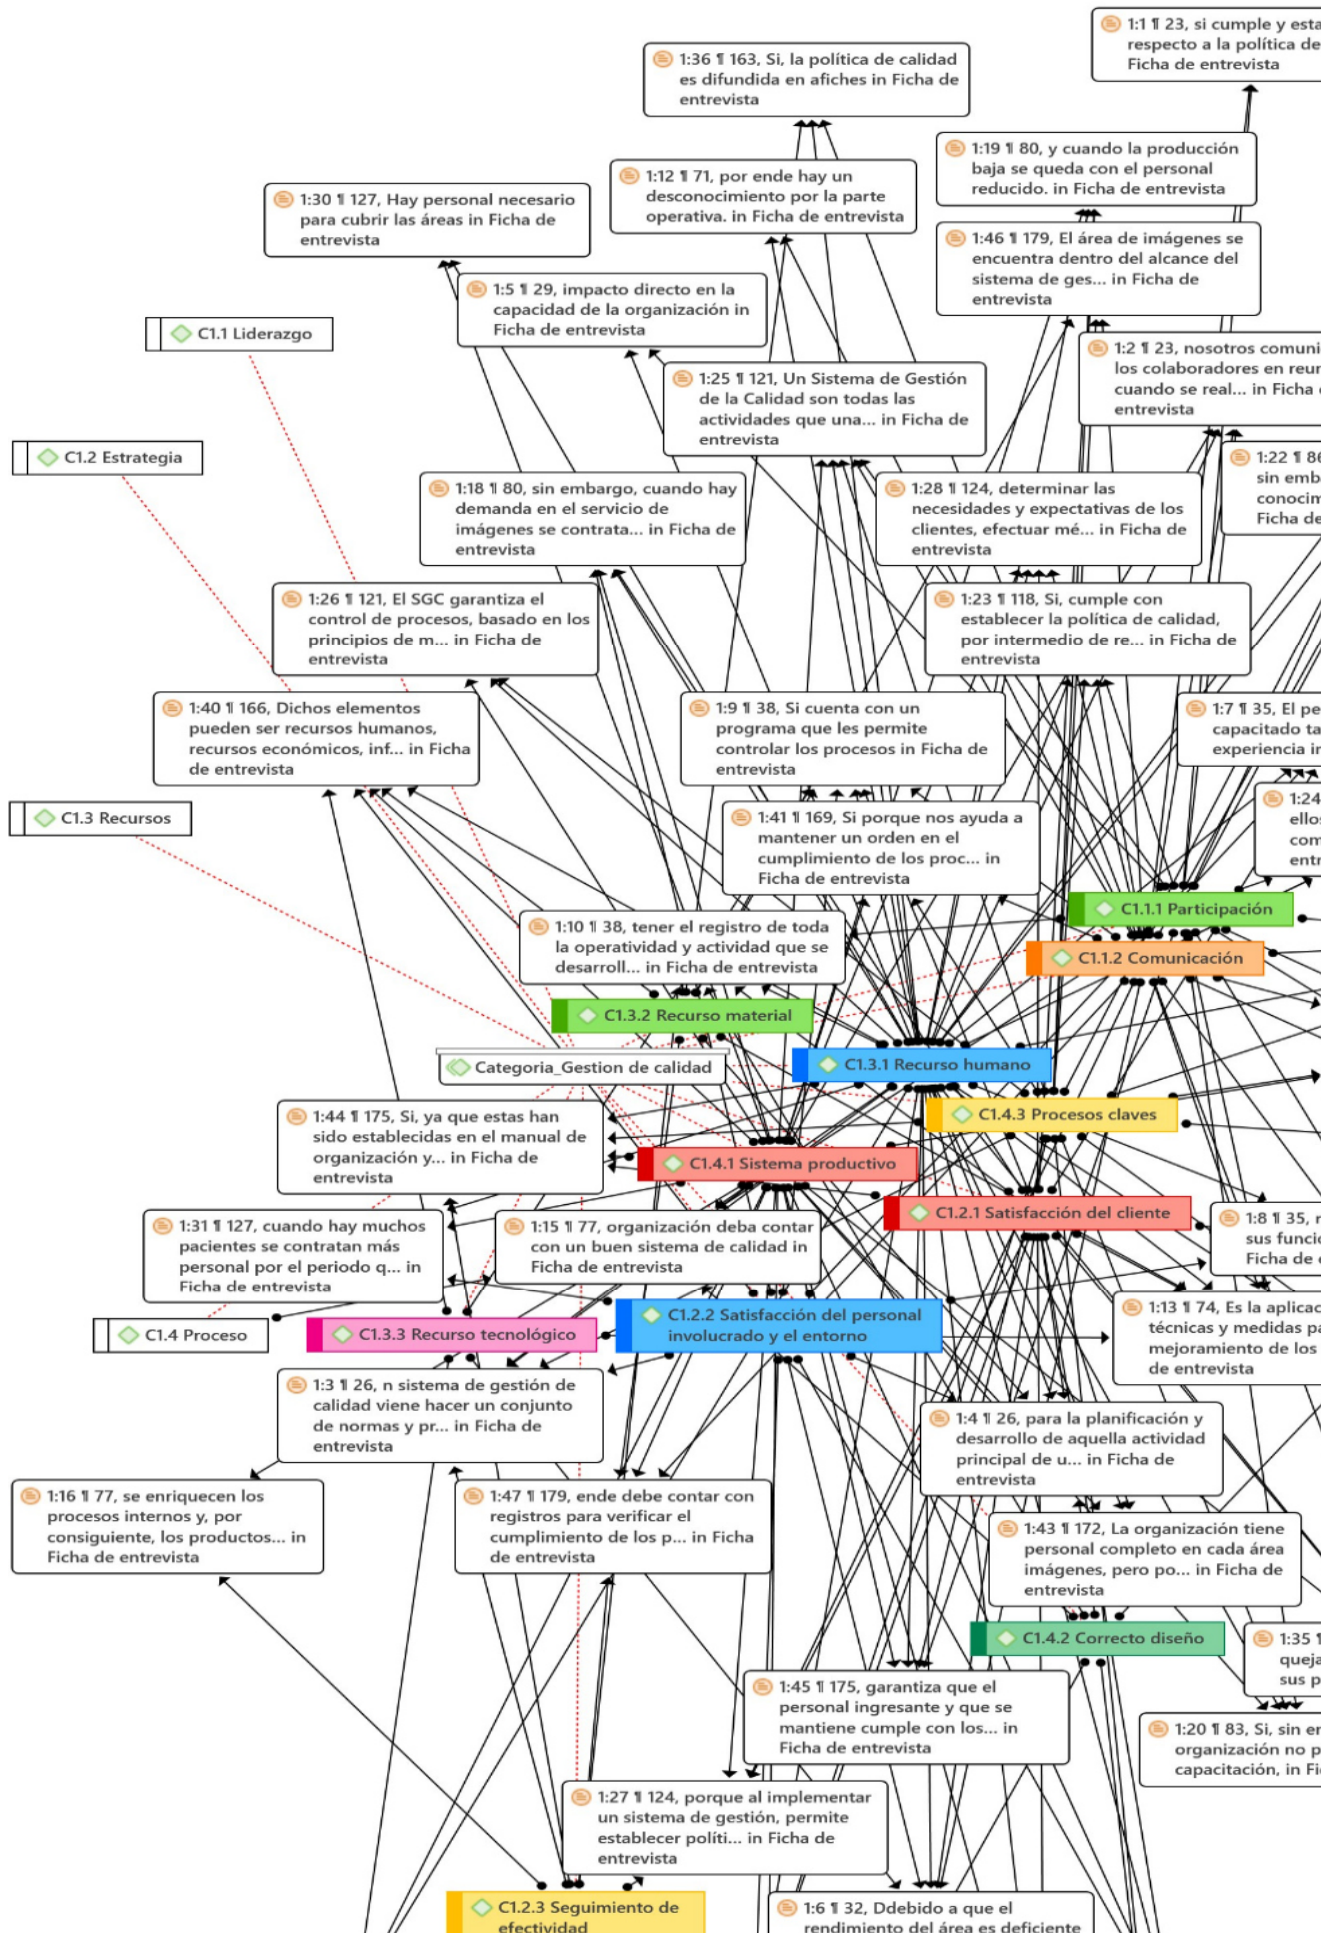 1:1 ¶ 23, si cumple y esta
respecto a la política de
Ficha de entrevista
1:36 ¶ 163, Si, la política de calidad
es difundida en afiches in Ficha de
entrevista
1:19 ¶ 80, y cuando la producción
baja se queda con el personal
reducido. in Ficha de entrevista
1:12 ¶ 71, por ende hay un
desconocimiento por la parte
operativa. in Ficha de entrevista
1:30 ¶ 127, Hay personal necesario
para cubrir las áreas in Ficha de
entrevista
1:46 ¶ 179, El área de imágenes se
encuentra dentro del alcance del
sistema de ges... in Ficha de
entrevista
1:5 ¶ 29, impacto directo en la
capacidad de la organización in
Ficha de entrevista
C1.1 Liderazgo
1:2 ¶ 23, nosotros comuni
los colaboradores en reun
cuando se real... in Ficha
entrevista
1:25 ¶ 121, Un Sistema de Gestión
de la Calidad son todas las
actividades que una... in Ficha de
entrevista
C1.2 Estrategia
1:22 ¶ 86
sin emb
conocim
Ficha de
1:18 ¶ 80, sin embargo, cuando hay
demanda en el servicio de
imágenes se contrata... in Ficha de
entrevista
1:28 ¶ 124, determinar las
necesidades y expectativas de los
clientes, efectuar mé... in Ficha de
entrevista
1:26 ¶ 121, El SGC garantiza el
control de procesos, basado en los
principios de m... in Ficha de
entrevista
1:23 ¶ 118, Si, cumple con
establecer la política de calidad,
por intermedio de re... in Ficha de
entrevista
1:40 ¶ 166, Dichos elementos
pueden ser recursos humanos,
recursos económicos, inf... in Ficha
de entrevista
1:9 ¶ 38, Si cuenta con un
programa que les permite
controlar los procesos in Ficha de
entrevista
1:7 ¶ 35, El pe
capacitado ta
experiencia in
C1.3 Recursos
1:41 ¶ 169, Si porque nos ayuda a
mantener un orden en el
cumplimiento de los proc... in
Ficha de entrevista
1:24
ellos
com
entr
C1.1.1 Participación
1:10 ¶ 38, tener el registro de toda
la operatividad y actividad que se
desarroll... in Ficha de entrevista
C1.1.2 Comunicación
C1.3.2 Recurso material
Categoria_Gestion de calidad
C1.3.1 Recurso humano
C1.4.3 Procesos claves
1:44 ¶ 175, Si, ya que estas han
sido establecidas en el manual de
organización y... in Ficha de
entrevista
C1.4.1 Sistema productivo
C1.2.1 Satisfacción del cliente
1:31 ¶ 127, cuando hay muchos
pacientes se contratan más
personal por el periodo q... in
Ficha de entrevista
1:15 ¶ 77, organización deba contar
con un buen sistema de calidad in
Ficha de entrevista
1:8 ¶ 35, r
sus funcio
Ficha de
C1.4 Proceso
C1.3.3 Recurso tecnológico
C1.2.2 Satisfacción del personal
involucrado y el entorno
1:13 ¶ 74, Es la aplicac
técnicas y medidas pa
mejoramiento de los
de entrevista
1:3 ¶ 26, n sistema de gestión de
calidad viene hacer un conjunto
de normas y pr... in Ficha de
entrevista
1:4 ¶ 26, para la planificación y
desarrollo de aquella actividad
principal de u... in Ficha de
entrevista
1:16 ¶ 77, se enriquecen los
procesos internos y, por
consiguiente, los productos... in
Ficha de entrevista
1:47 ¶ 179, ende debe contar con
registros para verificar el
cumplimiento de los p... in Ficha
de entrevista
1:43 ¶ 172, La organización tiene
personal completo en cada área
imágenes, pero po... in Ficha de
entrevista
C1.4.2 Correcto diseño
1:35 ¶
queja
sus p
1:45 ¶ 175, garantiza que el
personal ingresante y que se
mantiene cumple con los... in
Ficha de entrevista
1:20 ¶ 83, Si, sin en
organización no p
capacitación, in Fi
1:27 ¶ 124, porque al implementar
un sistema de gestión, permite
establecer políti... in Ficha de
entrevista
C1.2.3 Seguimiento de
efectividad
1:6 ¶ 32, Ddebido a que el
rendimiento del área es deficiente